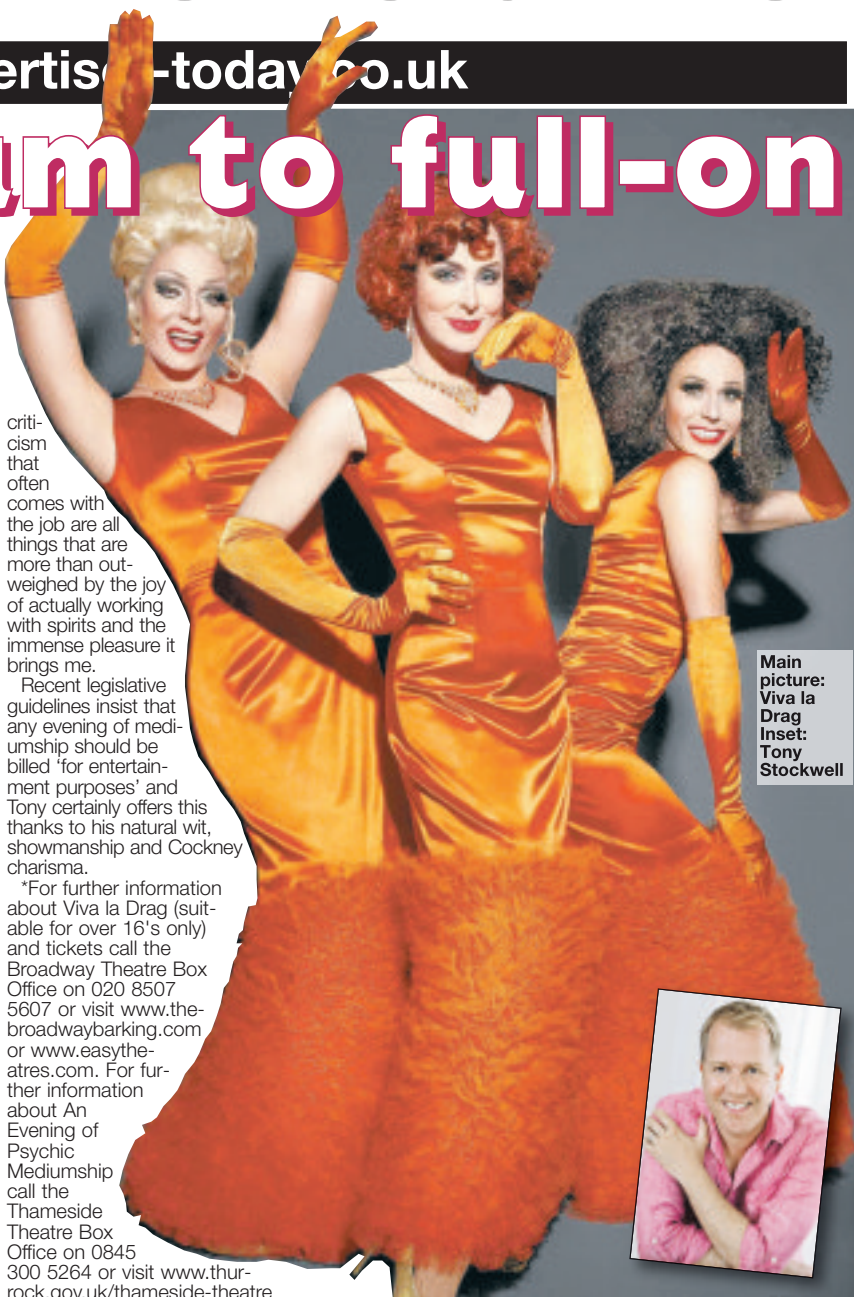 -today.co.uk
to full-on
criti-
cism
that
often
comes with
the job are all
things that are
more than out-
weighed by the joy
of actually working
with spirits and the
immense pleasure it
brings me.
Recent legislative
guidelines insist that
any evening of medi-
umship should be
billed ‘for entertain-
ment purposes’ and
Tony certainly offers this
thanks to his natural wit,
showmanship and Cockney
charisma.
*For further information
about Viva la Drag (suit-
able for over 16's only)
and tickets call the
Broadway Theatre Box
Office on 020 8507
5607 or visit www.the-
broadwaybarking.com
or www.easythe-
atres.com. For fur-
ther information
about An
Evening of
Psychic
Mediumship
call the
Thameside
Theatre Box
Office on 0845
300 5264 or visit www.thur-
rock.gov.uk/thameside-theatre
Main
picture:
Viva la
Drag
Inset:
Tony
Stockwell